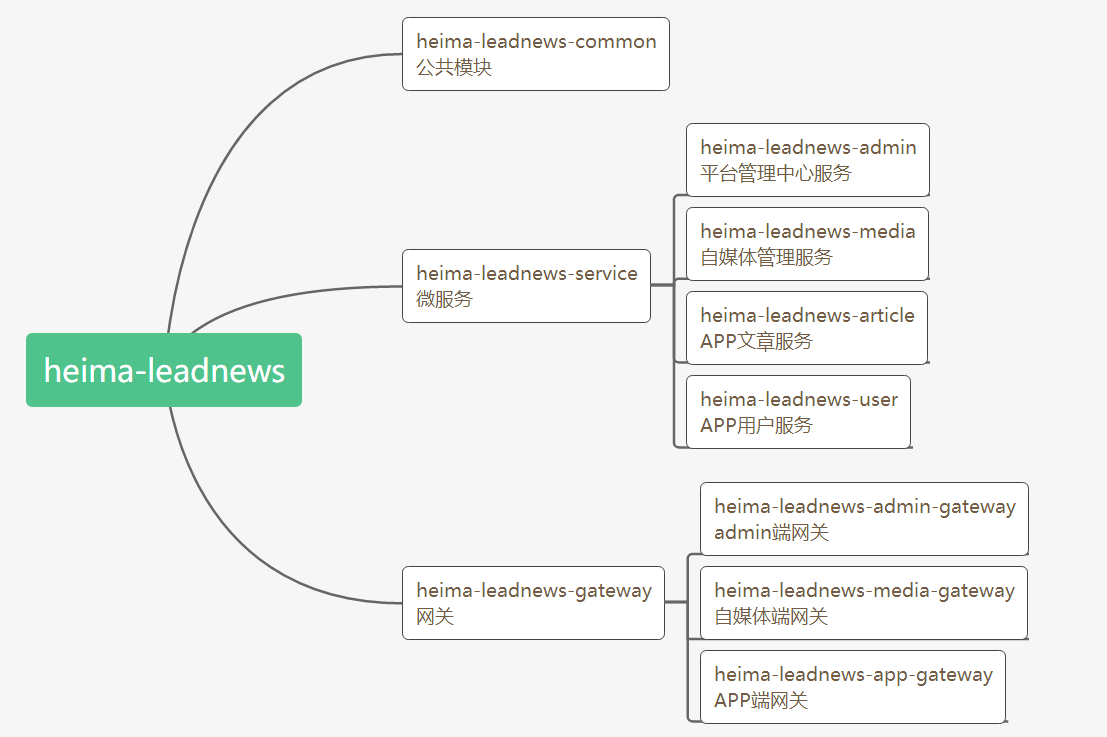 heima-leadnews
heima-leadnews-common
公共模块
heima-leadnews-service
微服务
heima-leadnews-admin
平台管理中心服务
heima-leadnews-media
自媒体管理服务
heima-leadnews-article
APP文章服务
heima-leadnews-user
APP用户服务
heima-leadnews-gateway
网关
heima-leadnews-admin-gateway
admin端网关
heima-leadnews-media-gateway
自媒体端网关
heima-leadnews-app-gateway
APP端网关